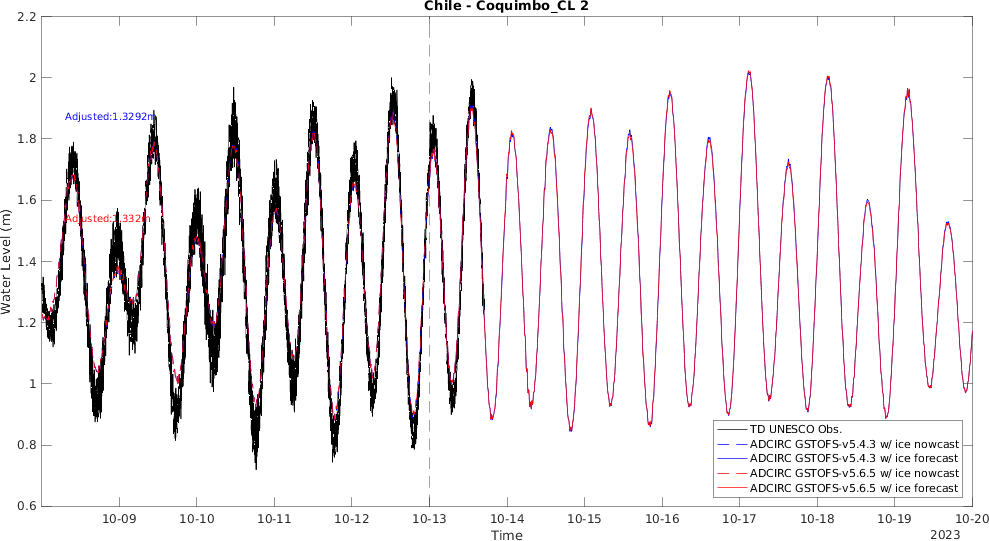 Chile - Coquimbo_CL 2
2.2
2
1.8
1.6
1.4
1.2
1
0.8
0.6
Water Level (m)
Adjusted:1.3292m
Adjusted:1.332m
TD UNESCO Obs.
ADCIRC GSTOFS-v5.4.3 w/ ice nowcast
ADCIRC GSTOFS-v5.4.3 w/ ice forecast
ADCIRC GSTOFS-v5.6.5 w/ ice nowcast
ADCIRC GSTOFS-v5.6.5 w/ ice forecast
10-09 10-10 10-11 10-12 10-13 10-14 10-15 10-16 10-17 10-18 10-19 10-20
Time
2023